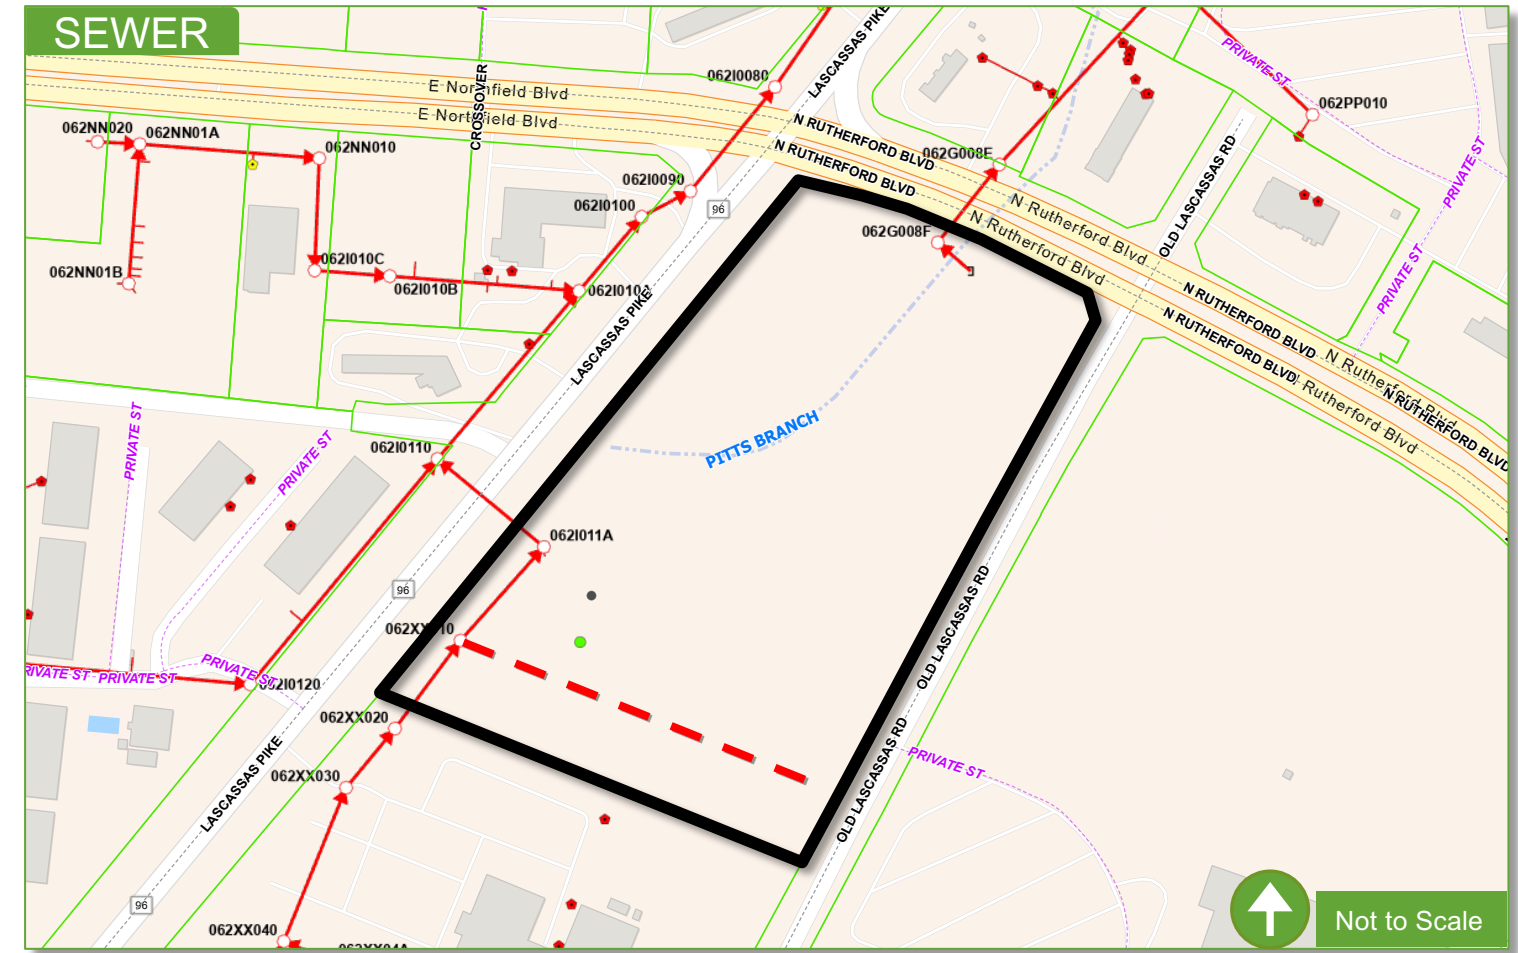 SEWER
LASCASSAS PIKE
PRIVATE ST
062I0080
E Northfield Blvd
E Northfield Blvd
CROSSOVER
062PP010
062NN020
062NN01A
062NN010
N RUTHERFORD BLVD
N RUTHERFORD BLVD
062G008E
OLD LASCASSAS RD
PRIVATE ST
062I0090
062I0100
96
N Rutherford Blvd
N Rutherford Blvd
062G008F
062NN01B
062I010C
062I010B
PRIVATE ST
N RUTHERFORD BLVD
N RUTHERFORD BLVD
LASCASSAS PIKE
N Rutherford Blvd
Rutherford Blvd
N RUTHERFORD BLVD
PITTS BRANCH
PRIVATE ST
PRIVATE ST
062I0110
062I011A
96
OLD LASCASSAS RD
PRIVATE ST
PRIVATE ST
PRIVATE ST
062I0120
062XX020
062XX030
LASCASSAS PIKE
OLD LASCASSAS RD
PRIVATE ST
96
062XX040
Not to Scale